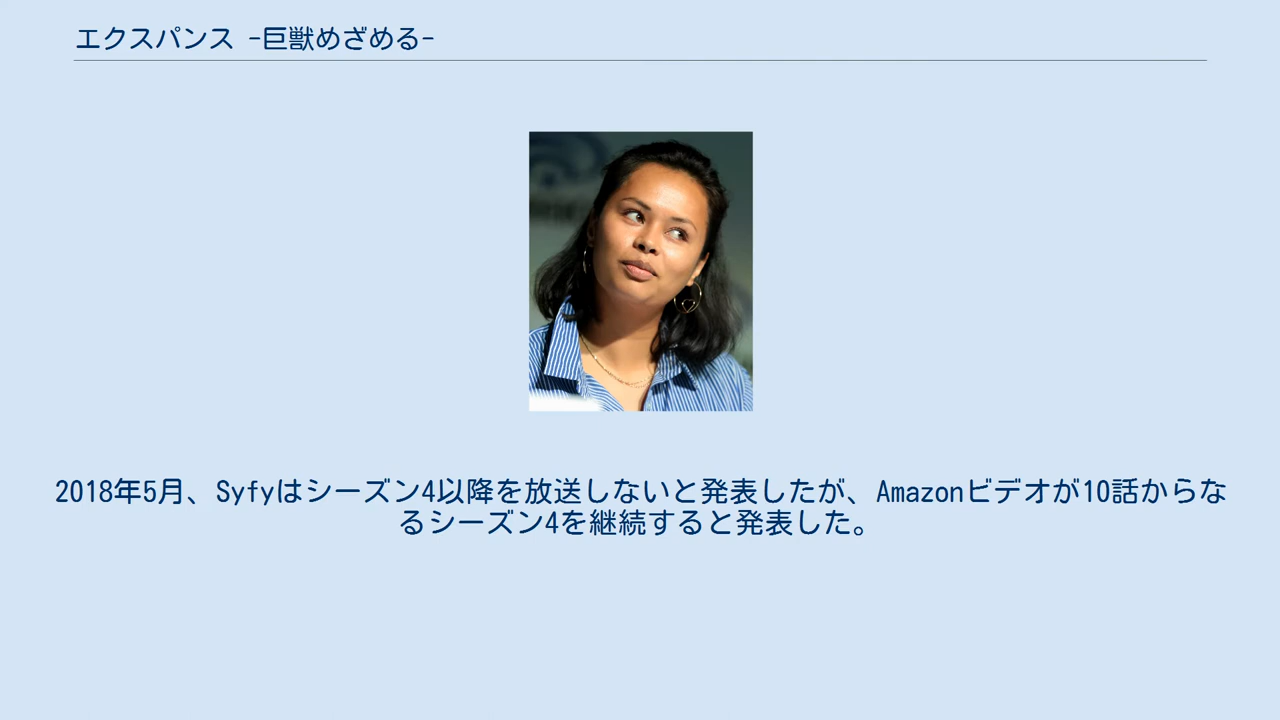 エクスパンス -巨獣めざめる-
2018年5月、Syfyはシーズン4以降を放送しないと発表したが、Amazonビデオが10話からな
るシーズン4を継続すると発表した。